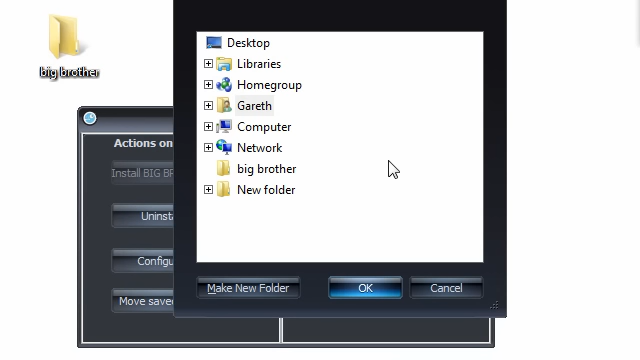 big brother
Desktop
Libraries
Homegroup
Gareth
Computer
Network
big brother
New folder
Actions on
Install BIG BR
Uninst
Configu
Move saved
Make New Folder
OK
Cancel